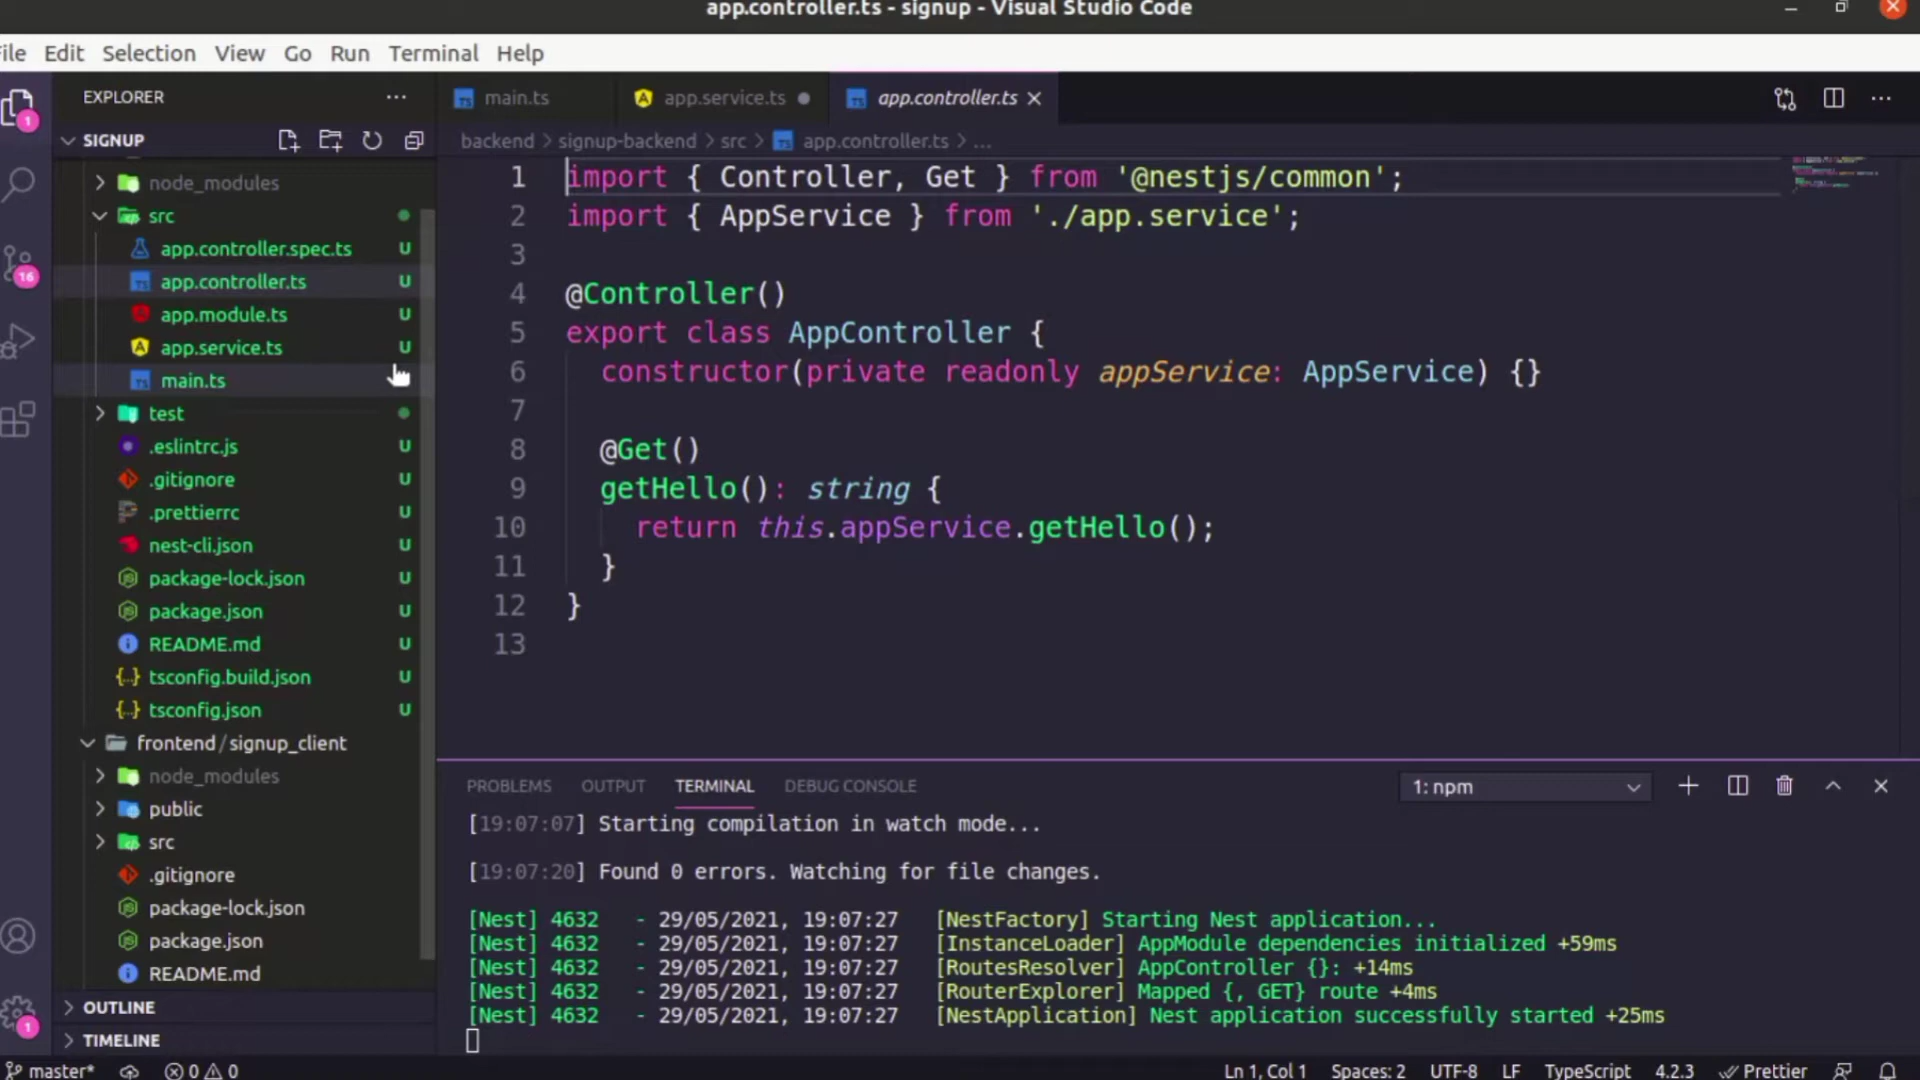 app.controller.ts - signup - Visual Studio Code
File Edit Selection View Go Run Terminal Help
EXPLORER
SIGNUP
node_modules
src
app.controller.spec.ts U
app.controller.ts U
app.module.ts U
app.service.ts U
main.ts
test
.eslintrc.js U
.gitignore U
.prettierrc U
nest-cli.json U
package-lock.json U
package.json U
README.md U
tsconfig.build.json U
tsconfig.json U
frontend/signup_client
node_modules
public
src
.gitignore
package-lock.json
package.json
README.md
OUTLINE
TIMELINE
1
16
1
main.ts app.service.ts app.controller.ts
backend > signup-backend > src > app.controller.ts > ...
1 import { Controller, Get } from '@nestjs/common';
2 import { AppService } from './app.service';
3
4 @Controller()
5 export class AppController {
6 constructor(private readonly appService: AppService) {}
7
8 @Get()
9 getHello(): string {
10 return this.appService.getHello();
11 }
12 }
13
PROBLEMS OUTPUT TERMINAL DEBUG CONSOLE 1: npm
[19:07:07] Starting compilation in watch mode...
[19:07:20] Found 0 errors. Watching for file changes.
[Nest] 4632 - 29/05/2021, 19:07:27 [NestFactory] Starting Nest application...
[Nest] 4632 - 29/05/2021, 19:07:27 [InstanceLoader] AppModule dependencies initialized +59ms
[Nest] 4632 - 29/05/2021, 19:07:27 [RoutesResolver] AppController {}: +14ms
[Nest] 4632 - 29/05/2021, 19:07:27 [RouterExplorer] Mapped {, GET} route +4ms
[Nest] 4632 - 29/05/2021, 19:07:27 [NestApplication] Nest application successfully started +25ms
master* 0 0 Ln 1, Col 1 Spaces: 2 UTF-8 LF TypeScript 4.2.3 Prettier